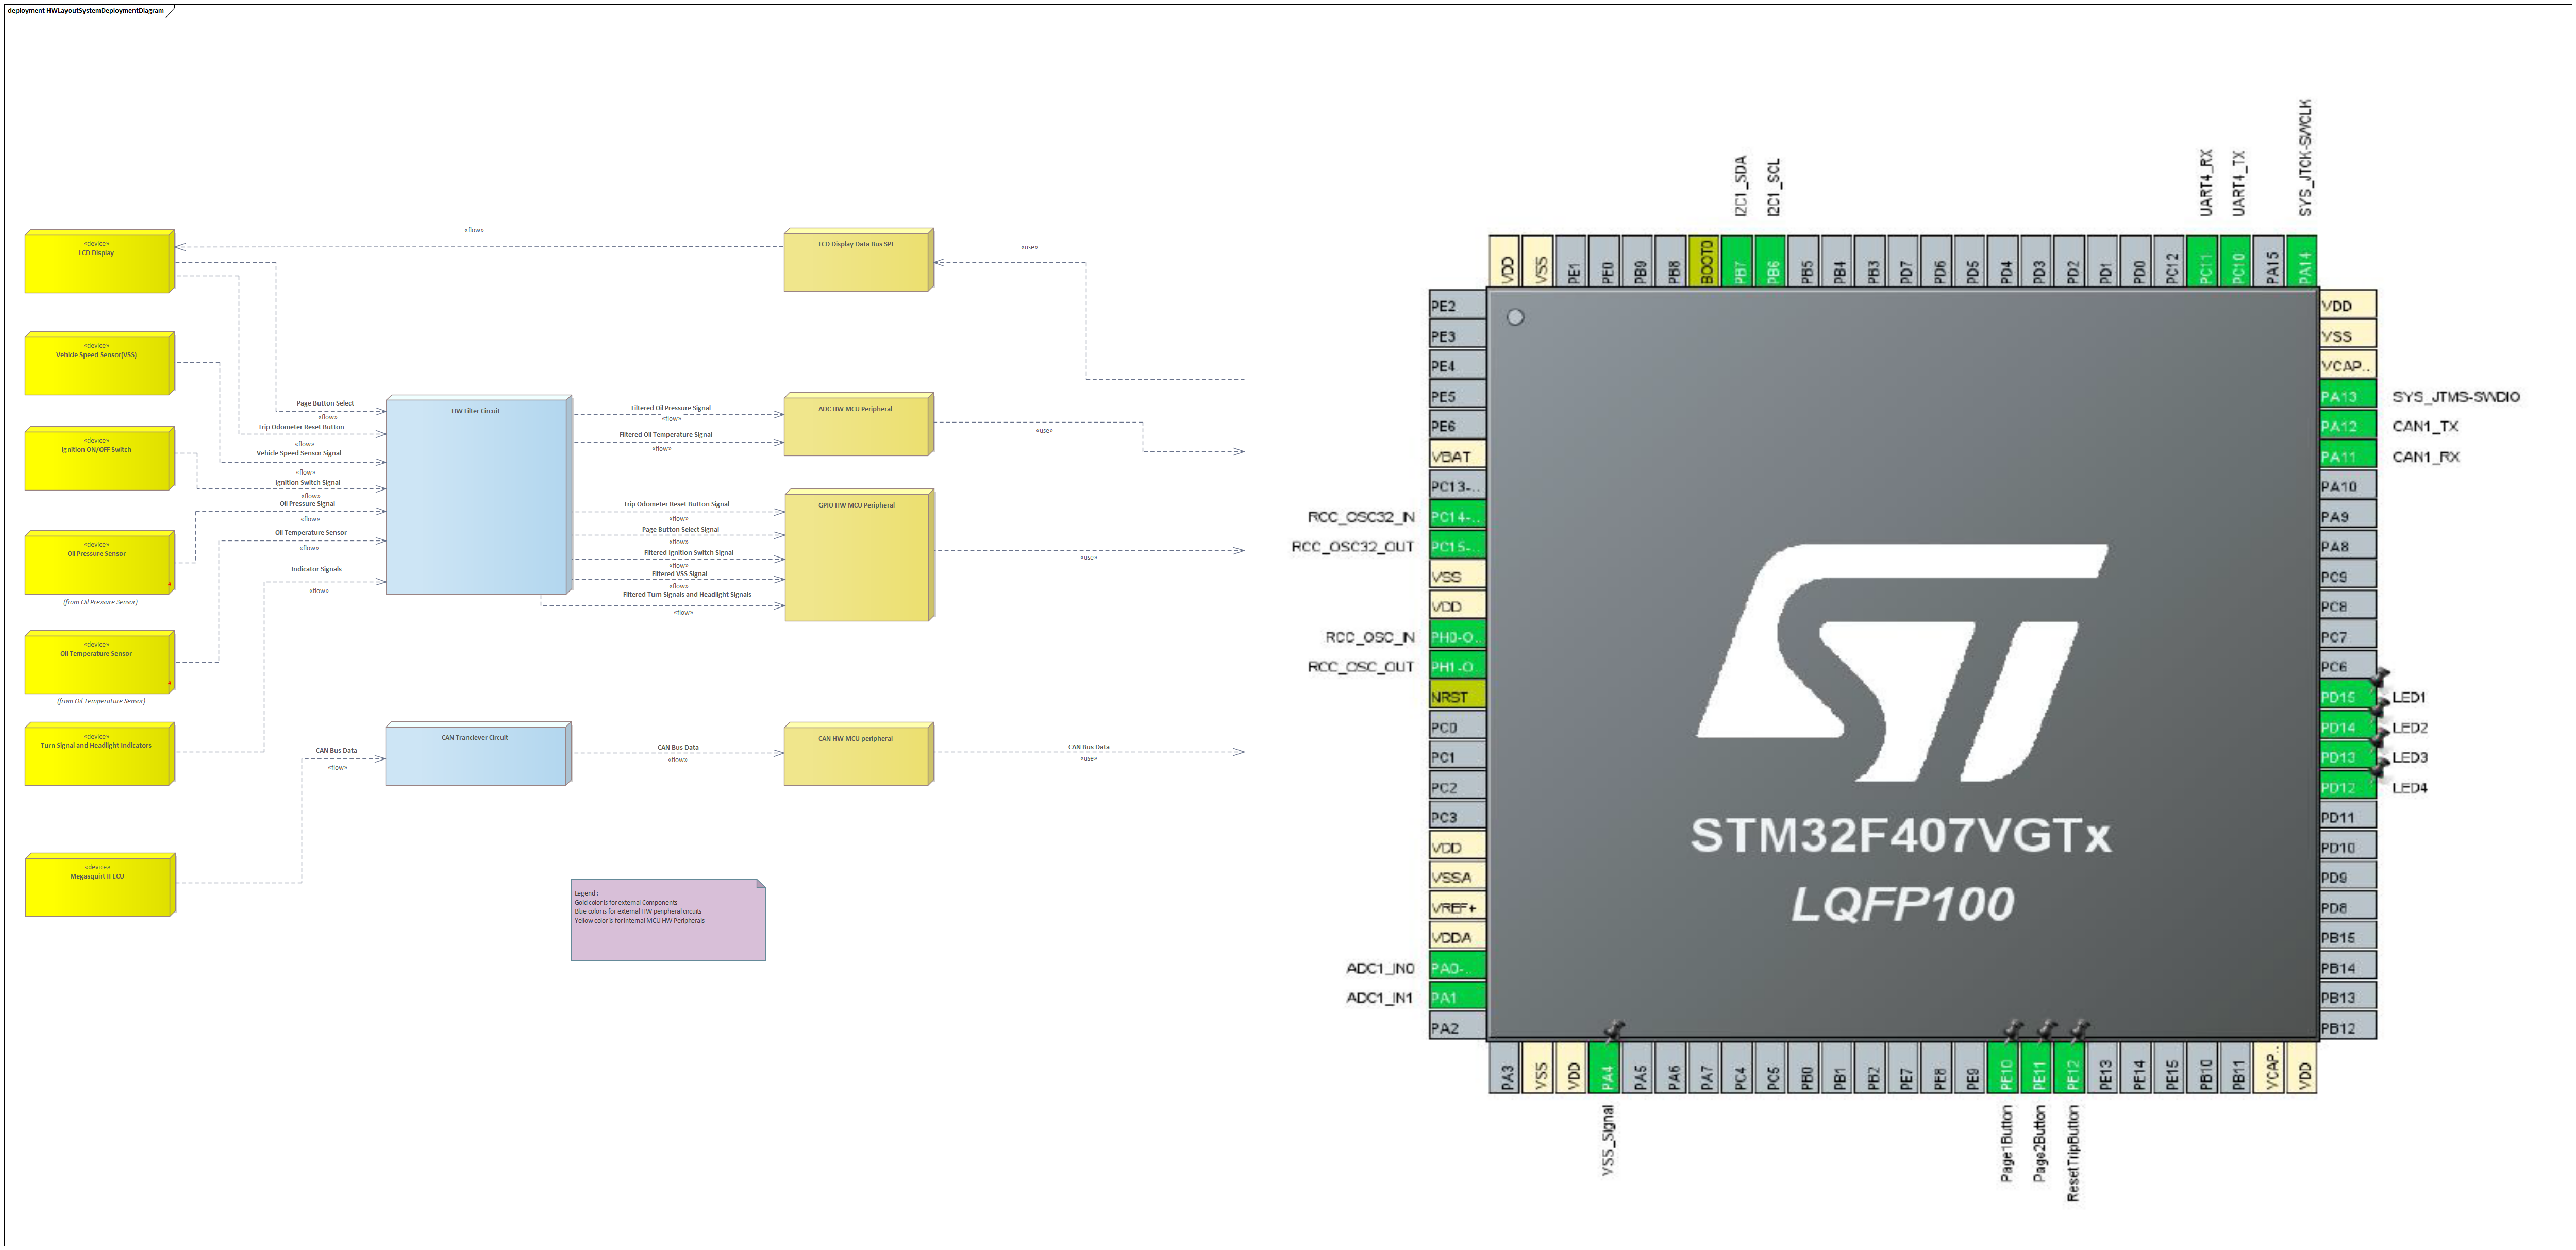 deployment HWLayoutSystemDeploymentDiagram
«device»
LCD Display
«device»
Vehicle Speed Sensor(VSS)
«device»
Ignition ON/OFF Switch
«device»
Oil Pressure Sensor
(from Oil Pressure Sensor)
«device»
Oil Temperature Sensor
(from Oil Temperature Sensor)
«device»
Turn Signal and Headlight Indicators
«device»
Megasquirt II ECU
«flow»
Page Button Select
«flow»
Trip Odometer Reset Button
«flow»
Vehicle Speed Sensor Signal
«flow»
Ignition Switch Signal
«flow»
Oil Pressure Signal
«flow»
Oil Temperature Sensor
«flow»
Indicator Signals
«flow»
CAN Bus Data
«flow»
HW Filter Circuit
CAN Tranciever Circuit
Filtered Oil Pressure Signal
«flow»
Filtered Oil Temperature Signal
«flow»
Trip Odometer Reset Button Signal
«flow»
Page Button Select Signal
«flow»
Filtered Ignition Switch Signal
«flow»
Filtered VSS Signal
«flow»
Filtered Turn Signals and Headlight Signals
«flow»
CAN Bus Data
«flow»
LCD Display Data Bus SPI
ADC HW MCU Peripheral
GPIO HW MCU Peripheral
CAN HW MCU peripheral
«use»
«use»
«use»
CAN Bus Data
«use»
Legend :
Gold color is for external Components
Blue color is for external HW peripheral circuits
Yellow color is for internal MCU HW Peripherals
I2C1_SDA
I2C1_SCL
UART4_RX
UART4_TX
SYS_JTCK-SWCLK
VDD
VSS
PE1
PE0
PB9
PB8
BOOT0
PB7
PB6
PB5
PB4
PB3
PD7
PD6
PD5
PD4
PD3
PD2
PD1
PD0
PC12
PC11
PC10
PA15
PA14
PE2
PE3
PE4
PE5
PE6
VBAT
PC13-..
RCC_OSC32_IN PC14-..
RCC_OSC32_OUT PC15-..
VSS
VDD
RCC_OSC_IN PH0-O..
RCC_OSC_OUT PH1-O..
NRST
PC0
PC1
PC2
PC3
VDD
VSSA
VREF+
VDDA
ADC1_IN0 PA0-..
ADC1_IN1 PA1
PA2
STM32F407VGTx
LQFP100
VDD
VSS
VCAP..
PA13 SYS_JTMS-SWDIO
PA12 CAN1_TX
PA11 CAN1_RX
PA10
PA9
PA8
PC9
PC8
PC7
PC6
PD15 LED1
PD14 LED2
PD13 LED3
PD12 LED4
PD11
PD10
PD9
PD8
PB15
PB14
PB13
PB12
PA3
VSS
VDD
PA4
PA5
PA6
PA7
PC4
PC5
PB0
PB1
PB2
PE7
PE8
PE9
PE10
PE11
PE12
PE13
PE14
PE15
PB10
PB11
VCAP..
VDD
VSS_Signal
Page1Button
Page2Button
ResetTripButton